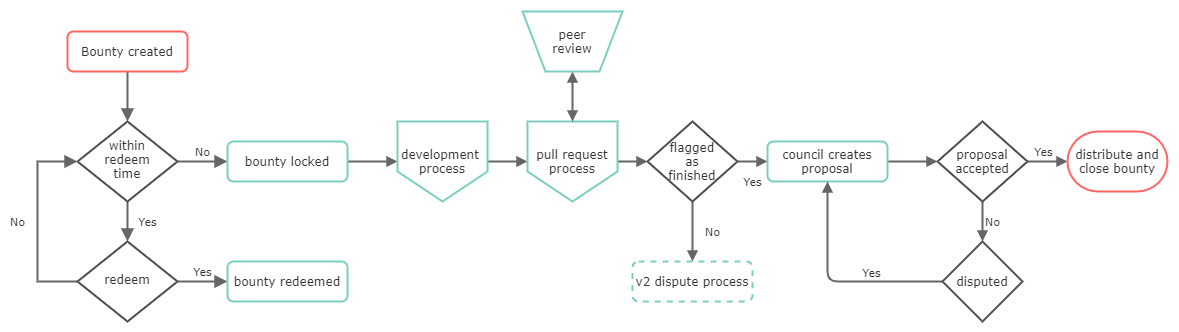 Bounty created
within
redeem
time
No
Yes
No
redeem
Yes
bounty redeemed
bounty locked
development
process
peer
review
pull request
process
flagged
as
finished
Yes
No
v2 dispute process
council creates
proposal
proposal
accepted
Yes
distribute and
close bounty
No
disputed
Yes